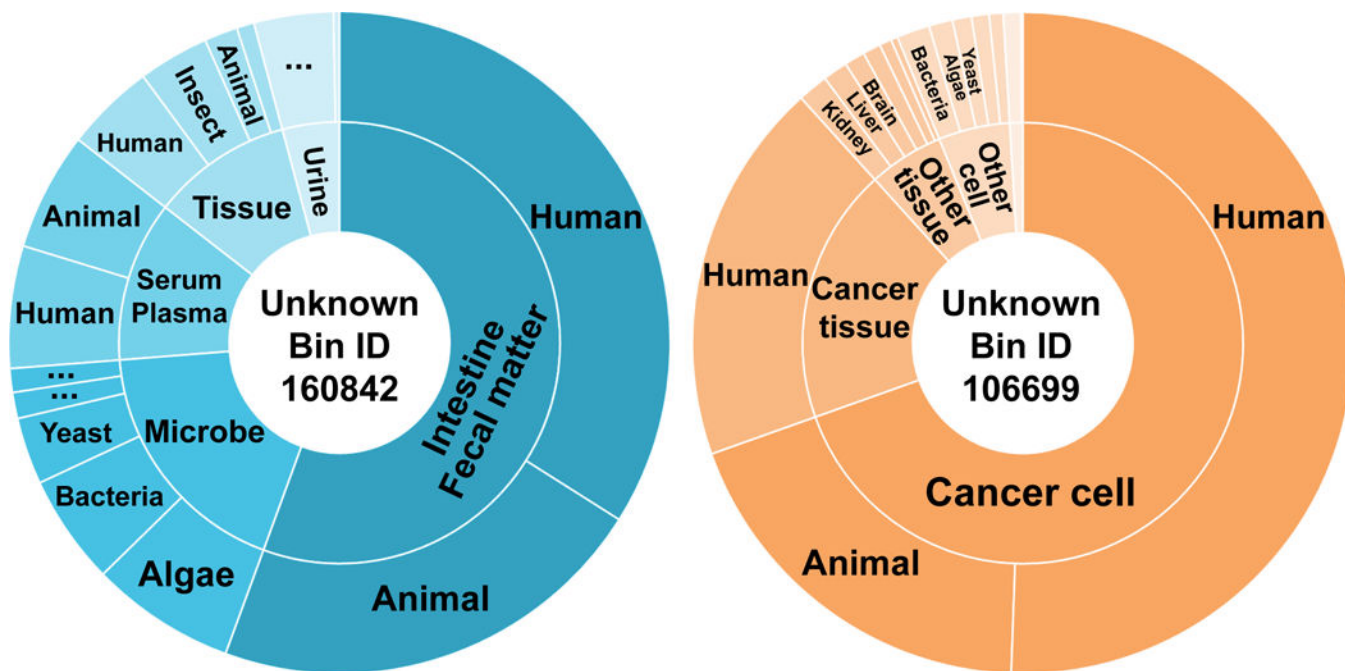 ...
Animal
Insect
Human
Animal
Human
...
...
Yeast
Bacteria
Algae
Animal
Human
Urine
Tissue
Serum
Plasma
Microbe
Intestine
Fecal matter
Unknown
Bin ID
160842
Yeast
Algae
Bacteria
Brain
Liver
Kidney
Human
Animal
Human
Other
cell
Other
tissue
Cancer
tissue
Cancer cell
Unknown
Bin ID
106699